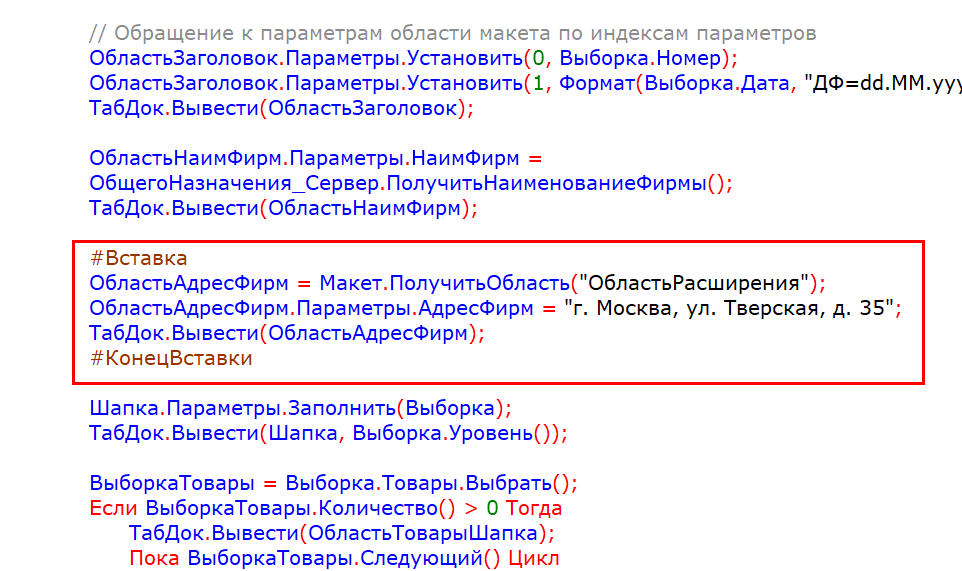 // Обращение к параметрам области макета по индексам параметров
ОбластьЗаголовок.Параметры.Установить(0, Выборка.Номер);
ОбластьЗаголовок.Параметры.Установить(1, Формат(Выборка.Дата, "ДФ=dd.MM.yyy
ТабДок.Вывести(ОбластьЗаголовок);
ОбластьНаимФирм.Параметры.НаимФирм =
ОбщегоНазначения_Сервер.ПолучитьНаименованиеФирмы();
ТабДок.Вывести(ОбластьНаимФирм);
#Вставка
ОбластьАдресФирм = Макет.ПолучитьОбласть("ОбластьРасширения");
ОбластьАдресФирм.Параметры.АдресФирм = "г. Москва, ул. Тверская, д. 35";
ТабДок.Вывести(ОбластьАдресФирм);
#КонецВставки
Шапка.Параметры.Заполнить(Выборка);
ТабДок.Вывести(Шапка, Выборка.Уровень());
ВыборкаТовары = Выборка.Товары.Выбрать();
Если ВыборкаТовары.Количество() > 0 Тогда
ТабДок.Вывести(ОбластьТоварыШапка);
Пока ВыборкаТовары.Следующий() Цикл